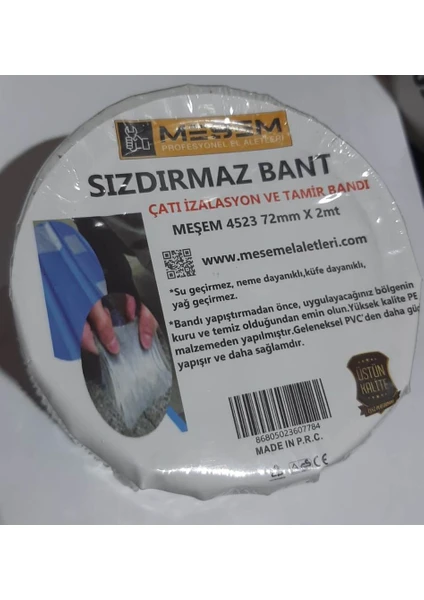 MEŞEM
PROFESYONEL EL ALETLERİ
SIZDIRMAZ BANT
ÇATI İZALASYON VE TAMİR BANDI
MEŞEM 4523 72mm X 2mt
www.mesemelaletleri.com
*Su geçirmez, neme dayanıklı,küfe dayanıklı,
yağ geçirmez.
*Bandı yapıştırmadan önce, uygulayacağınız bölgenin
kuru ve temiz olduğundan emin olun.Yüksek kalite PE
malzemeden yapılmıştır.Geleneksel PVC'den daha güç
yapışır ve daha sağlamdır.
ÜSTÜN
KALİTE
86805023607784
MADE IN P.R.C.
CE